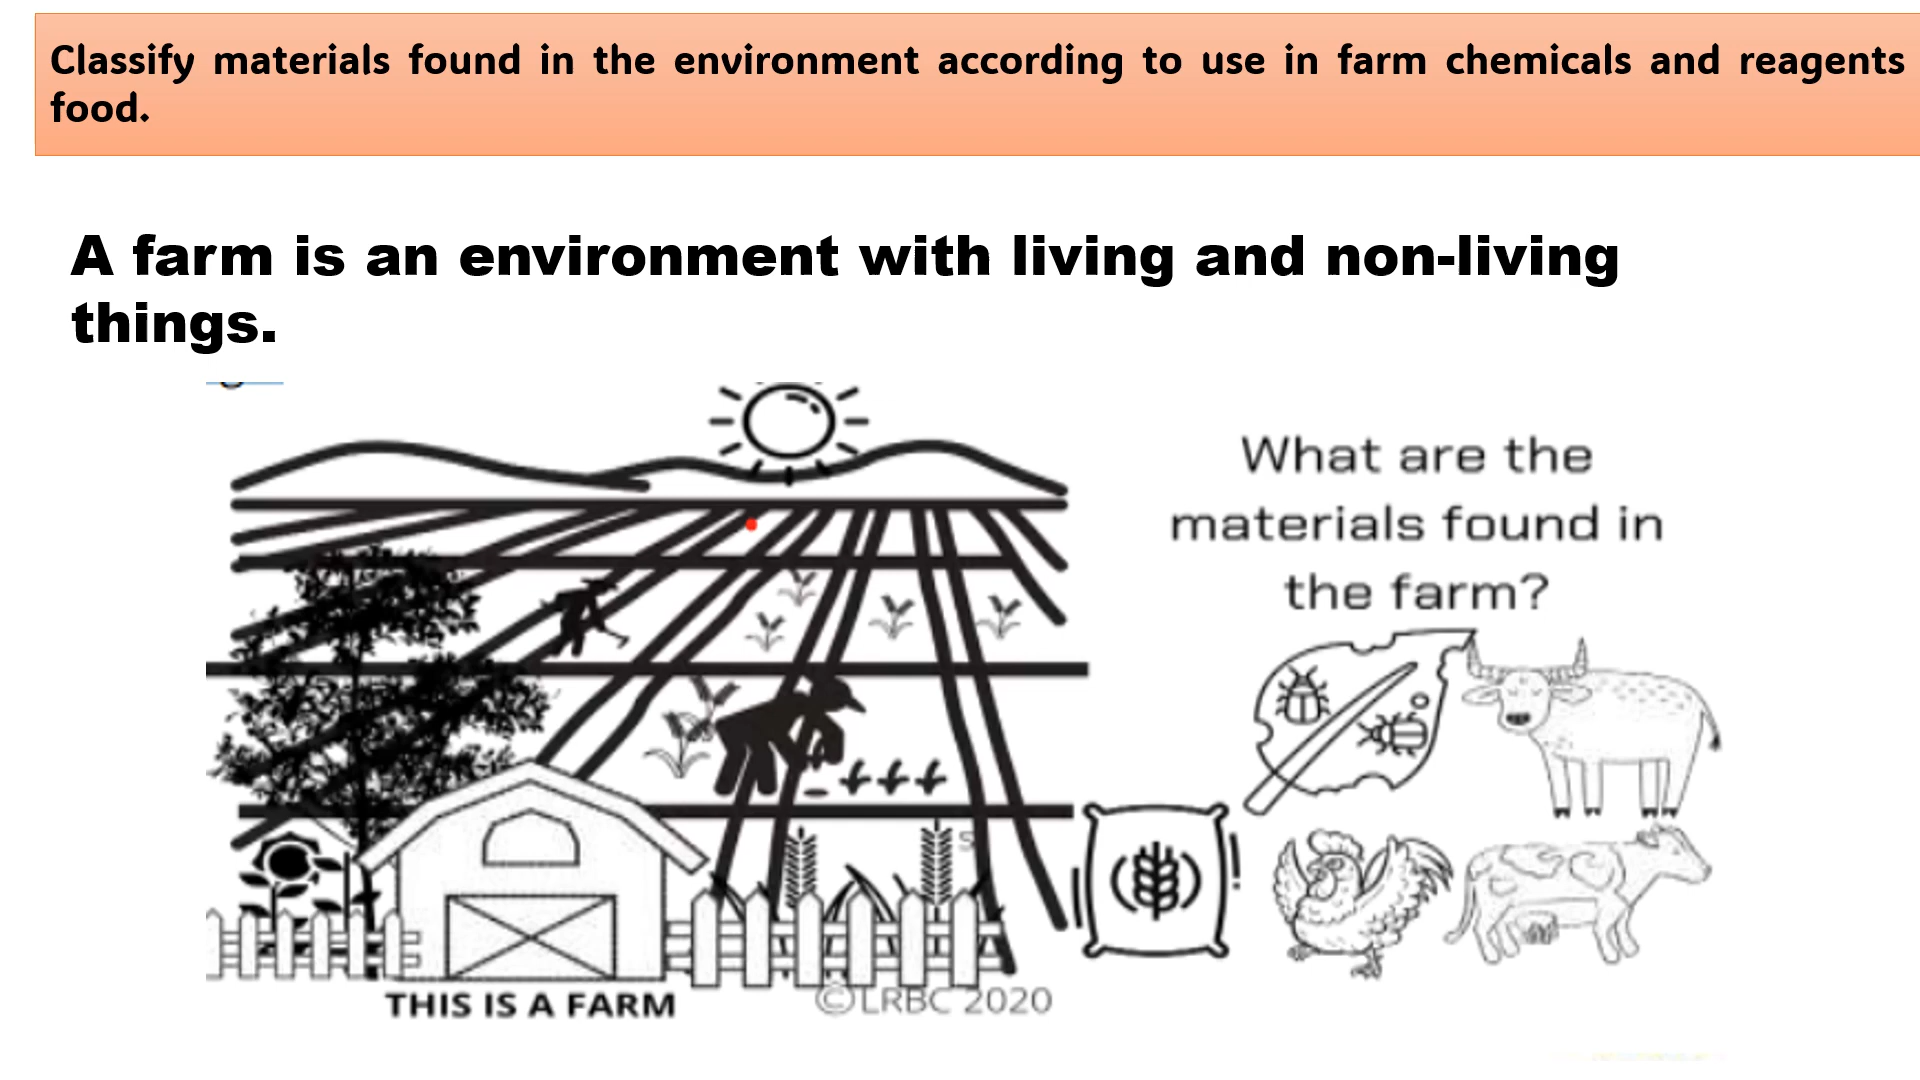 Classify materials found in the environment according to use in farm chemicals and reagents
food.
A farm is an environment with living and non-living
things.
What are the
materials found in
the farm?
THIS IS A FARM
©LRBC 2020